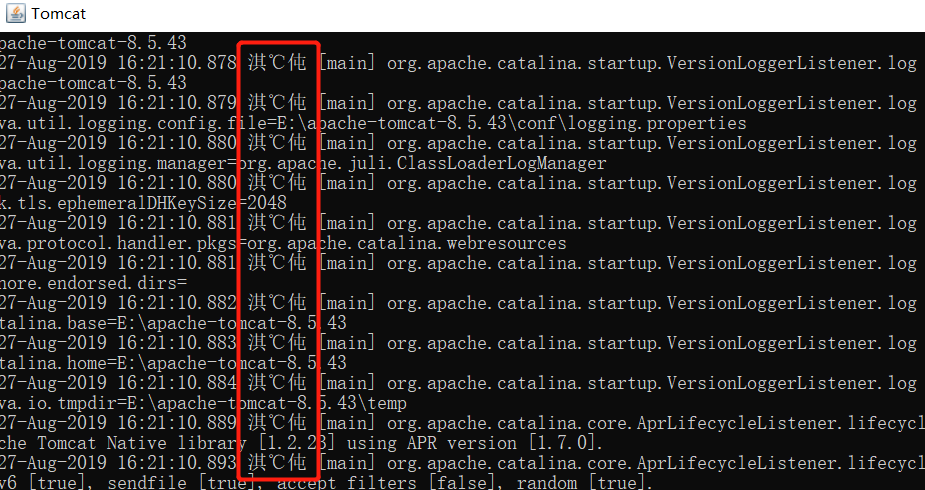 Tomcat
pache-tomcat-8.5.43
27-Aug-2019 16:21:10.878 淇℃伅 [main] org.apache.catalina.startup.VersionLoggerListener.log
pache-tomcat-8.5.43
27-Aug-2019 16:21:10.879 淇℃伅 [main] org.apache.catalina.startup.VersionLoggerListener.log
va.util.logging.config.file=E:\apache-tomcat-8.5.43\conf\logging.properties
27-Aug-2019 16:21:10.880 淇℃伅 [main] org.apache.catalina.startup.VersionLoggerListener.log
va.util.logging.manager=org.apache.juli.ClassLoaderLogManager
27-Aug-2019 16:21:10.880 淇℃伅 [main] org.apache.catalina.startup.VersionLoggerListener.log
k.tls.ephemeralDHKeySize=2048
27-Aug-2019 16:21:10.881 淇℃伅 [main] org.apache.catalina.startup.VersionLoggerListener.log
va.protocol.handler.pkgs=org.apache.catalina.webresources
27-Aug-2019 16:21:10.881 淇℃伅 [main] org.apache.catalina.startup.VersionLoggerListener.log
nore.endorsed.dirs=
27-Aug-2019 16:21:10.882 淇℃伅 [main] org.apache.catalina.startup.VersionLoggerListener.log
talina.base=E:\apache-tomcat-8.5.43
27-Aug-2019 16:21:10.883 淇℃伅 [main] org.apache.catalina.startup.VersionLoggerListener.log
talina.home=E:\apache-tomcat-8.5.43
27-Aug-2019 16:21:10.884 淇℃伅 [main] org.apache.catalina.startup.VersionLoggerListener.log
va.io.tmpdir=E:\apache-tomcat-8.5.43\temp
27-Aug-2019 16:21:10.889 淇℃伅 [main] org.apache.catalina.core.AprLifecycleListener.lifecycl
che Tomcat Native library [1.2.23] using APR version [1.7.0].
27-Aug-2019 16:21:10.893 淇℃伅 [main] org.apache.catalina.core.AprLifecycleListener.lifecycl
v6 [true], sendfile [true], accept filters [false], random [true].